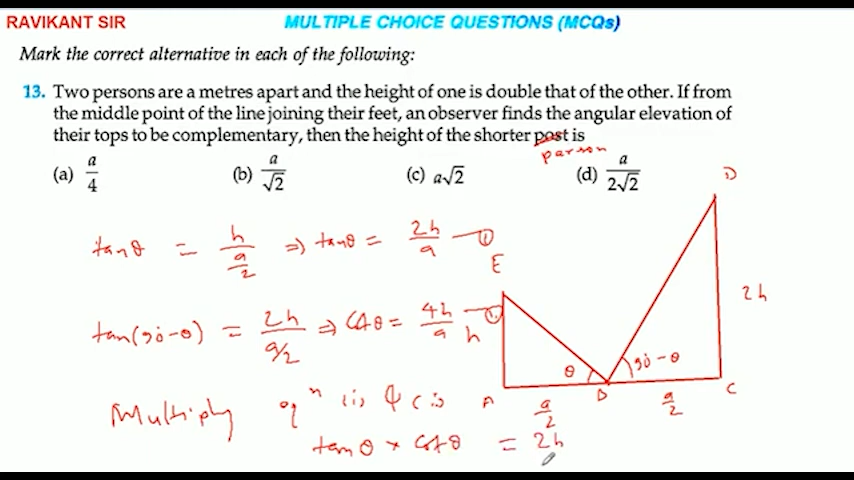 RAVIKANT SIR
MULTIPLE CHOICE QUESTIONS (MCQs)
Mark the correct alternative in each of the following:
13. Two persons are a metres apart and the height of one is double that of the other. If from
the middle point of the line joining their feet, an observer finds the angular elevation of
their tops to be complementary, then the height of the shorter post is
person
(a) a/4 (b) a/√2 (c) a√2 (d) a/2√2
D
tanθ = h/(a/2) ⇒ tanθ = 2h/a —①
E
2h
tan(90°-θ) = 2h/(a/2) ⇒ cotθ = 4h/a
h
θ 90°-θ
A B C
a/2 a/2
Multiply eqⁿ (i) & (ii)
tanθ × cotθ = 2h